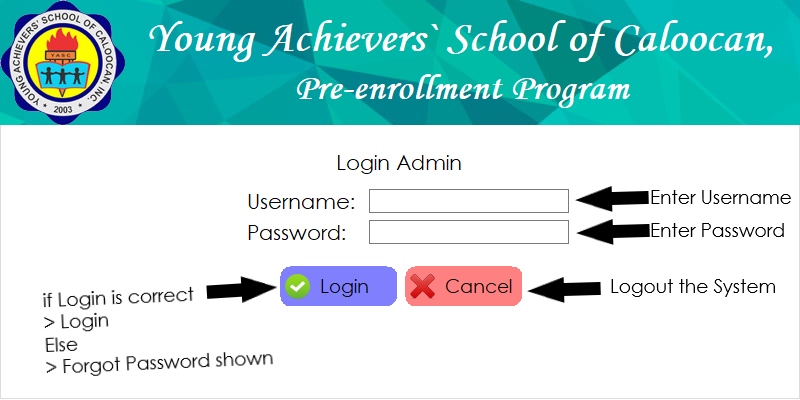 YOUNG ACHIEVERS' SCHOOL OF CALOOCAN, INC.
Y.A.S.C.
2003
Young Achievers` School of Caloocan,
Pre-enrollment Program
Login Admin
Username:
Enter Username
Password:
Enter Password
if Login is correct
> Login
Else
> Forgot Password shown
Login
Cancel
Logout the System